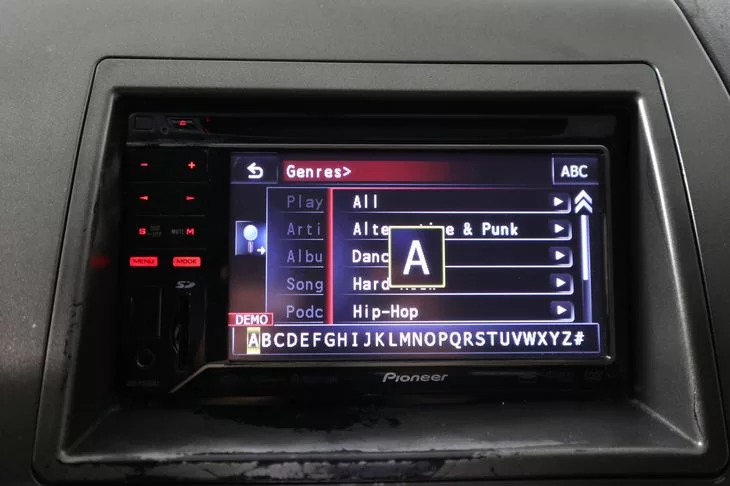 Genres> ABC
Play All
Arti Alte & Punk
Albu Danc
Song Hard
Podc Hip-Hop
A
DEMO
ABCDEFGHIJKLMNOPQRSTUVWXYZ#
- +
S MUTE M
MENU MODE
SD
Pioneer